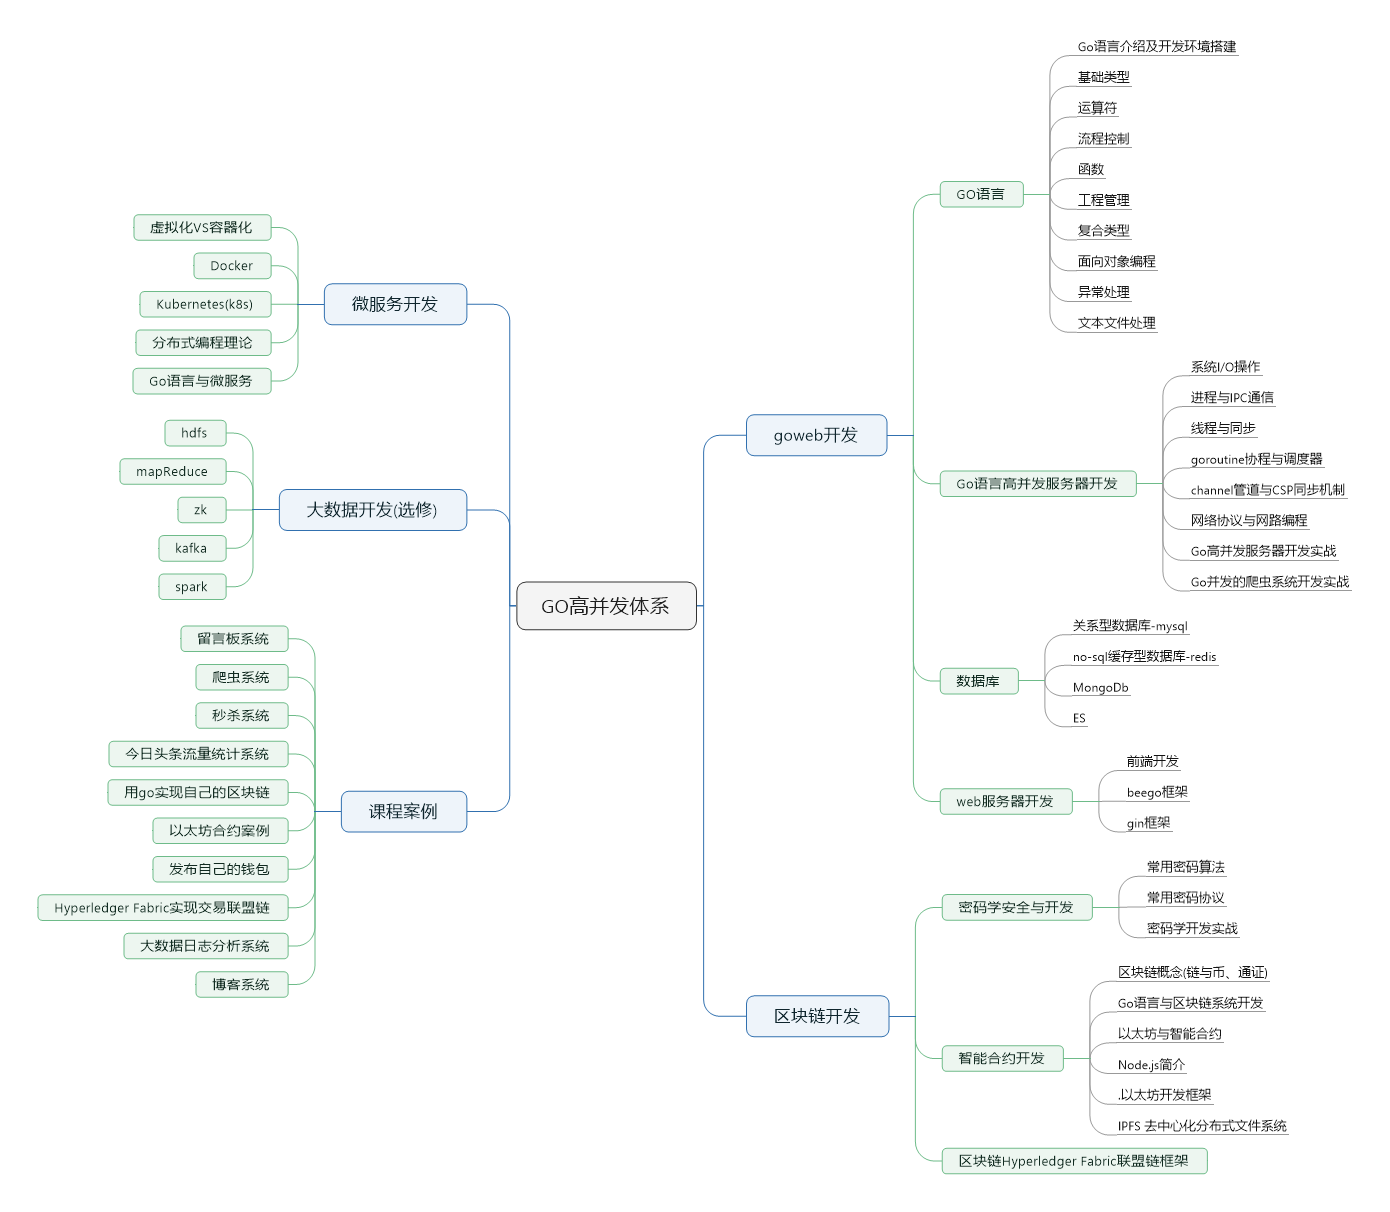 GO高并发体系
goweb开发
GO语言
Go语言介绍及开发环境搭建
基础类型
运算符
流程控制
函数
工程管理
复合类型
面向对象编程
异常处理
文本文件处理
Go语言高并发服务器开发
系统I/O操作
进程与IPC通信
线程与同步
goroutine协程与调度器
channel管道与CSP同步机制
网络协议与网路编程
Go高并发服务器开发实战
Go并发的爬虫系统开发实战
数据库
关系型数据库-mysql
no-sql缓存型数据库-redis
MongoDb
ES
web服务器开发
前端开发
beego框架
gin框架
区块链开发
密码学安全与开发
常用密码算法
常用密码协议
密码学开发实战
智能合约开发
区块链概念(链与币、通证)
Go语言与区块链系统开发
以太坊与智能合约
Node.js简介
.以太坊开发框架
IPFS 去中心化分布式文件系统
区块链Hyperledger Fabric联盟链框架
微服务开发
虚拟化VS容器化
Docker
Kubernetes(k8s)
分布式编程理论
Go语言与微服务
大数据开发(选修)
hdfs
mapReduce
zk
kafka
spark
课程案例
留言板系统
爬虫系统
秒杀系统
今日头条流量统计系统
用go实现自己的区块链
以太坊合约案例
发布自己的钱包
Hyperledger Fabric实现交易联盟链
大数据日志分析系统
博客系统